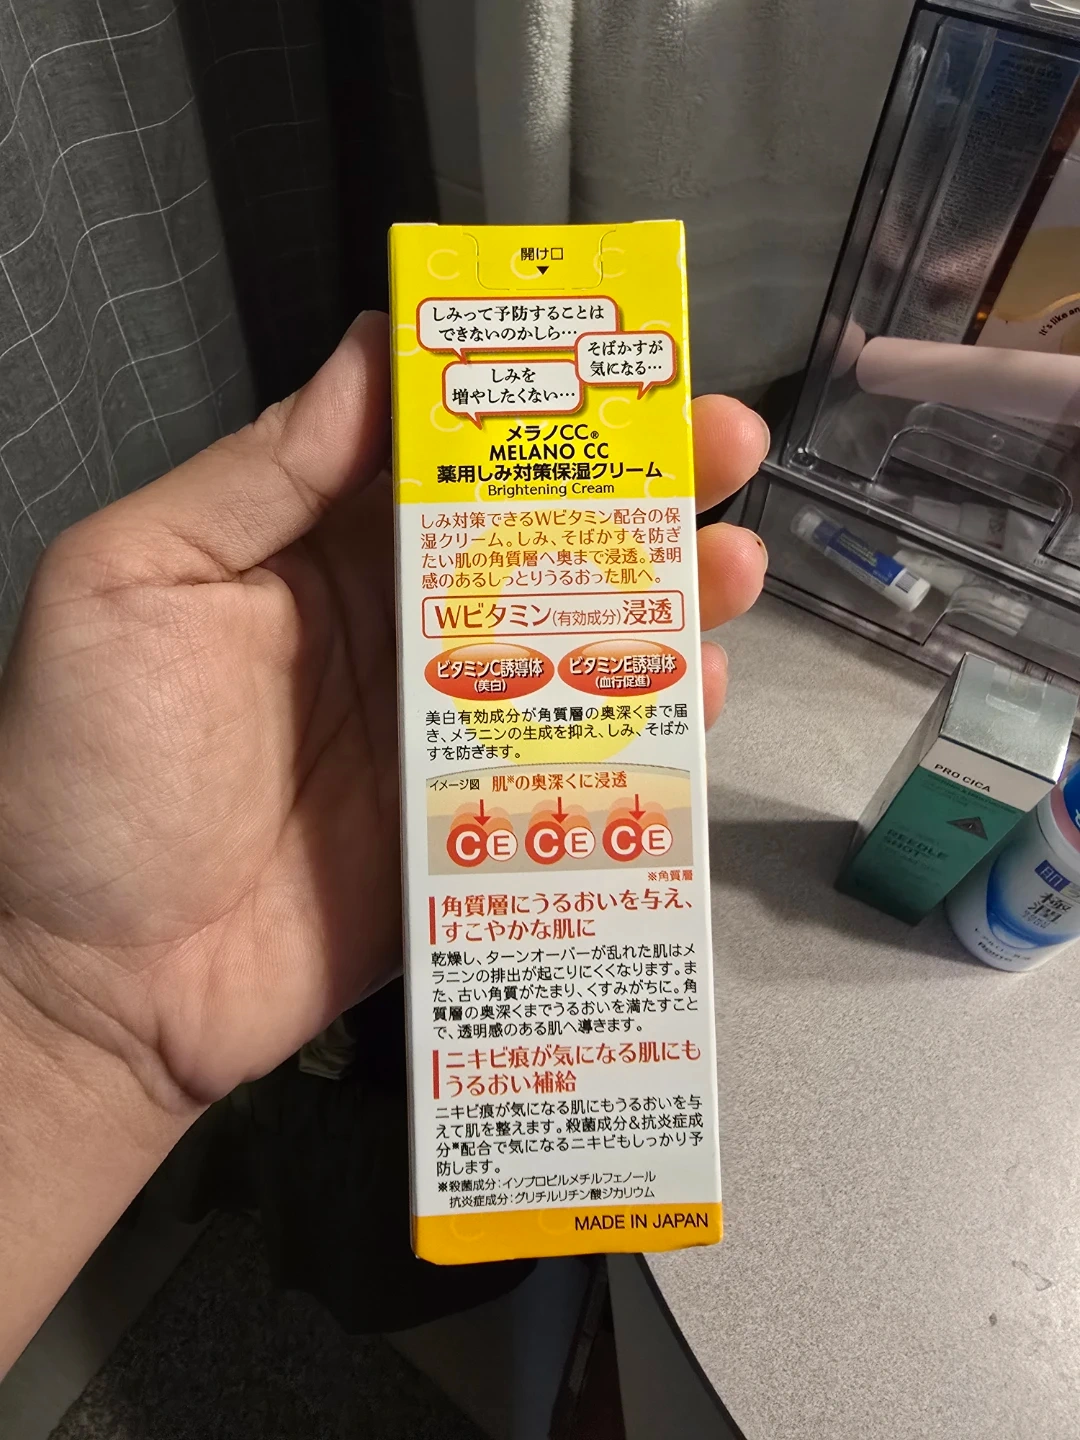 開け口
▼
しみって予防することは
できないのかしら…
そばかすが
気になる…
しみを
増やしたくない…
メラノCC®
MELANO CC
薬用しみ対策保湿クリーム
Brightening Cream
しみ対策できるWビタミン配合の保
湿クリーム。しみ、そばかすを防ぎ
たい肌の角質層へ奥まで浸透。透明
感のあるしっとりうるおった肌へ。
Wビタミン(有効成分)浸透
ビタミンC誘導体
(美白)
ビタミンE誘導体
(血行促進)
美白有効成分が角質層の奥深くまで届
き、メラニンの生成を抑え、しみ、そばか
すを防ぎます。
イメージ図 肌※の奥深くに浸透
C E C E C E
※角質層
角質層にうるおいを与え、
すこやかな肌に
乾燥し、ターンオーバーが乱れた肌はメ
ラニンの排出が起こりにくくなります。ま
た、古い角質がたまり、くすみがちに。角
質層の奥深くまでうるおいを満たすこと
で、透明感のある肌へ導きます。
ニキビ痕が気になる肌にも
うるおい補給
ニキビ痕が気になる肌にもうるおいを与
えて肌を整えます。殺菌成分&抗炎症成
分※配合で気になるニキビもしっかり予
防します。
※殺菌成分:イソプロピルメチルフェノール
抗炎症成分:グリチルリチン酸ジカリウム
MADE IN JAPAN
it's like an
PRO CICA
REEDLE
SHOT
肌
極潤